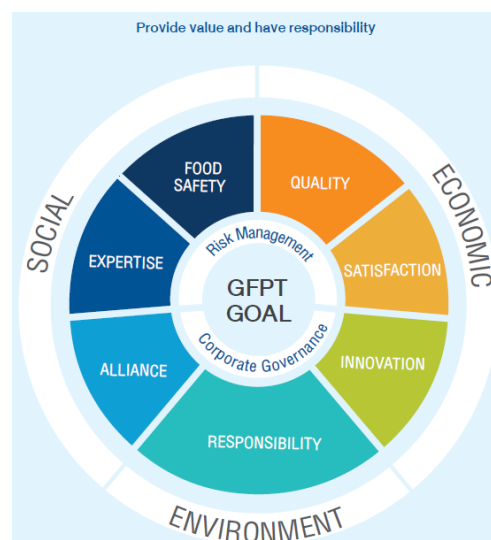 Provide value and have responsibility
SOCIAL
ECONOMIC
FOOD
SAFETY
QUALITY
EXPERTISE
SATISFACTION
Risk Management
GFPT
GOAL
Corporate Governance
ALLIANCE
INNOVATION
RESPONSIBILITY
ENVIRONMENT